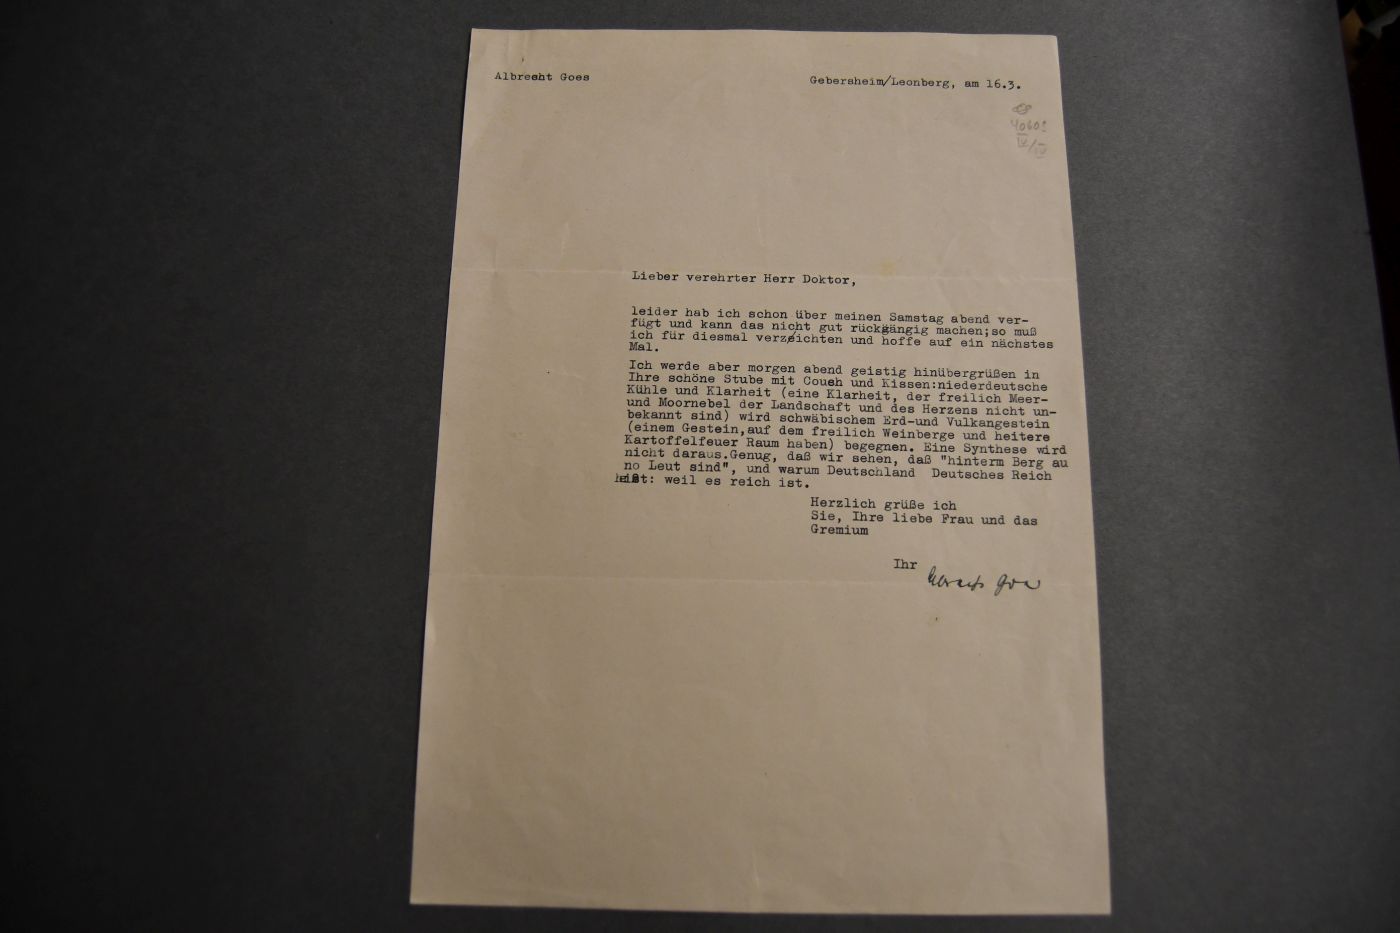 Albrecht Goes
Gebersheim/Leonberg, am 16.3.
IV/IV
Lieber verehrter Herr Doktor,
leider hab ich schon über meinen Samstag abend ver-
fügt und kann das nicht gut rückgängig machen;so muß
ich für diesmal verzichten und hoffe auf ein nächstes
Mal.
Ich werde aber morgen abend geistig hinübergrüßen in
Ihre schöne Stube mit Couch und Kissen:niederdeutsche
Kühle und Klarheit (eine Klarheit, der freilich Meer-
und Moornebel der Landschaft und des Herzens nicht un-
bekannt sind) wird schwäbischem Erd-und Vulkangestein
(einem Gestein,auf dem freilich Weinberge und heitere
Kartoffelfeuer Raum haben) begegnen. Eine Synthese wird
nicht daraus.Genug, daß wir sehen, daß "hinterm Berg au
no Leut sind", und warum Deutschland Deutsches Reich
heißt: weil es reich ist.
Herzlich grüße ich
Sie, Ihre liebe Frau und das
Gremium
Ihr
Albrecht Goes